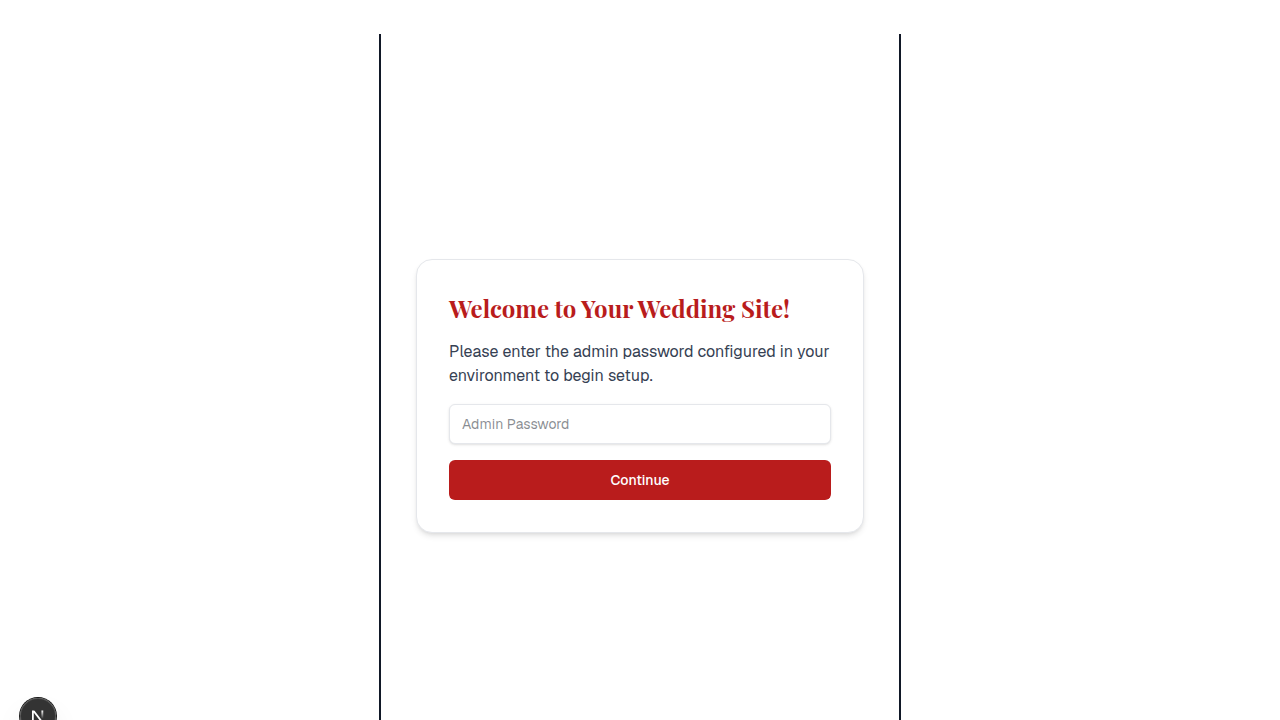 Welcome to Your Wedding Site!
Please enter the admin password configured in your
environment to begin setup.
Admin Password
Continue
N